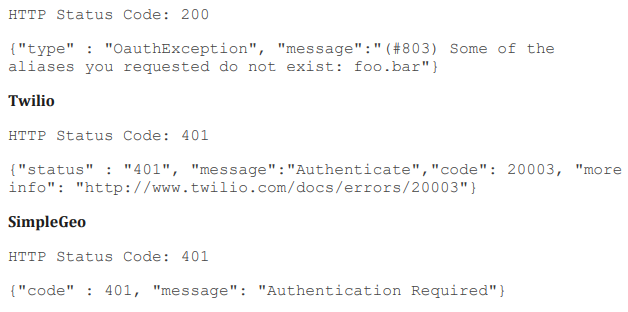 HTTP Status Code: 200
{"type" : "OauthException", "message":"(#803) Some of the
aliases you requested do not exist: foo.bar"}
Twilio
HTTP Status Code: 401
{"status" : "401", "message":"Authenticate","code": 20003, "more
info": "http://www.twilio.com/docs/errors/20003"}
SimpleGeo
HTTP Status Code: 401
{"code" : 401, "message": "Authentication Required"}